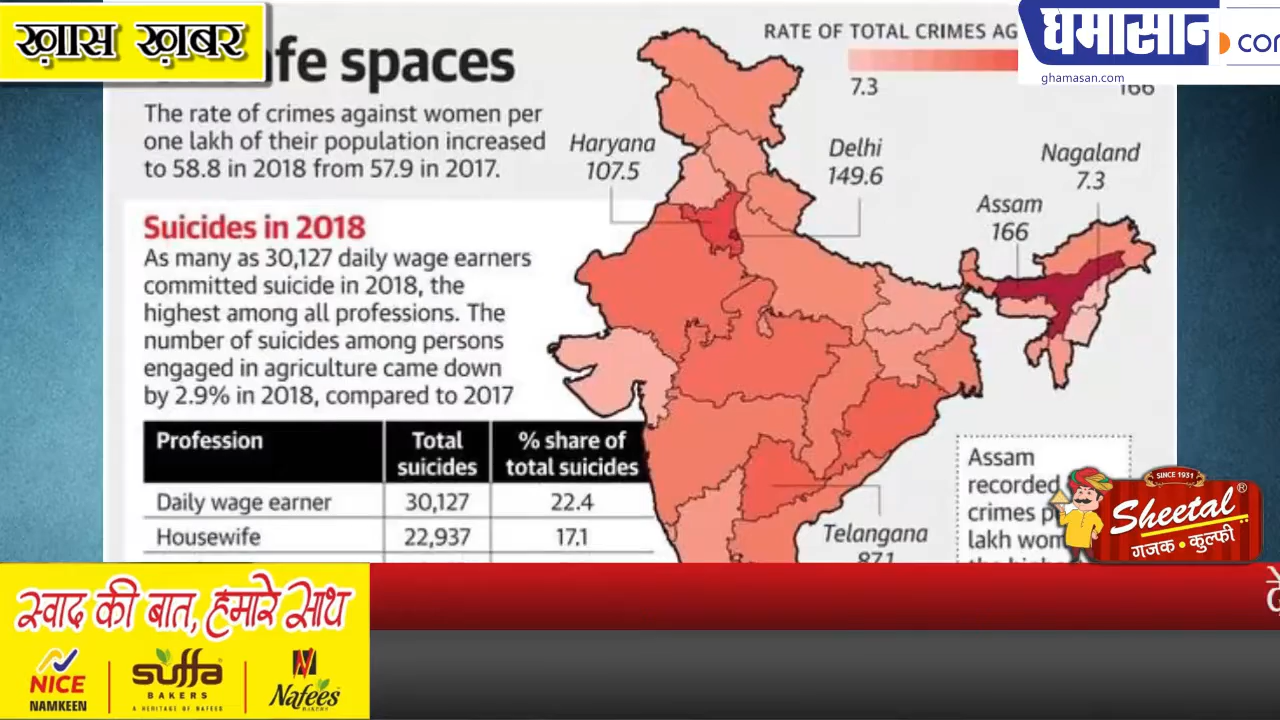 ख़ास ख़बर
fe spaces
The rate of crimes against women per
one lakh of their population increased
to 58.8 in 2018 from 57.9 in 2017.
RATE OF TOTAL CRIMES AG
7.3
166
घमासान
.com
ghamasan.com
Haryana
107.5
Delhi
149.6
Nagaland
7.3
Assam
166
Suicides in 2018
As many as 30,127 daily wage earners
committed suicide in 2018, the
highest among all professions. The
number of suicides among persons
engaged in agriculture came down
by 2.9% in 2018, compared to 2017
Profession Total suicides % share of total suicides
Daily wage earner 30,127 22.4
Housewife 22,937 17.1
Telangana
Assam
recorded
crimes p
lakh wom
SINCE 1931
Sheetal®
गजक • कुल्फी
स्वाद की बात, हमारे साथ
NICE
NAMKEEN
Suffa
BAKERS
A HERITAGE OF NAFEES
Nafees
BAKERY